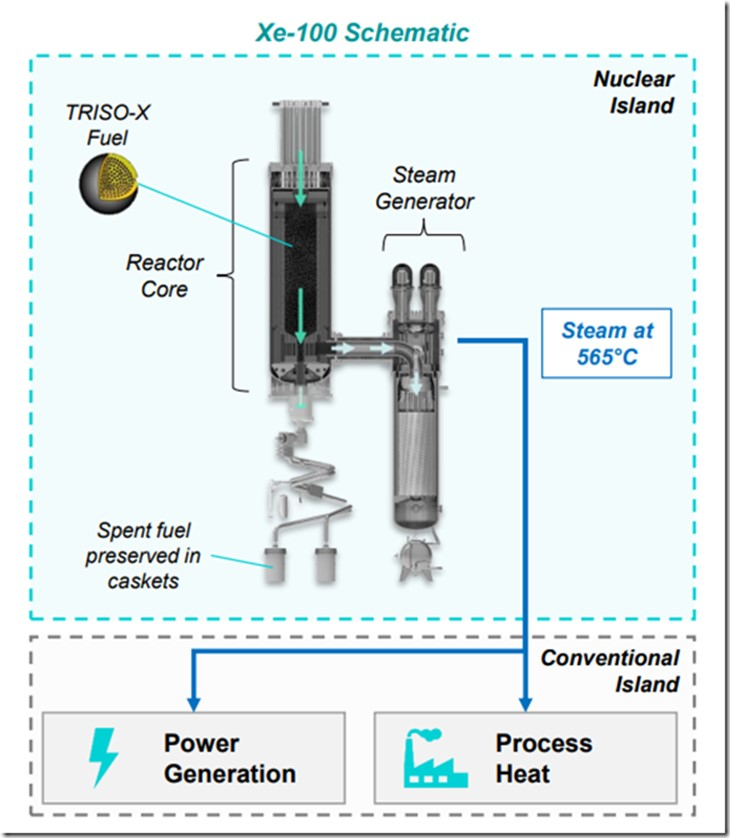 Xe-100 Schematic
Nuclear
Island
TRISO-X
Fuel
Steam
Generator
Reactor
Core
Steam at
565°C
Spent fuel
preserved in
caskets
Conventional
Island
Power
Generation
Process
Heat